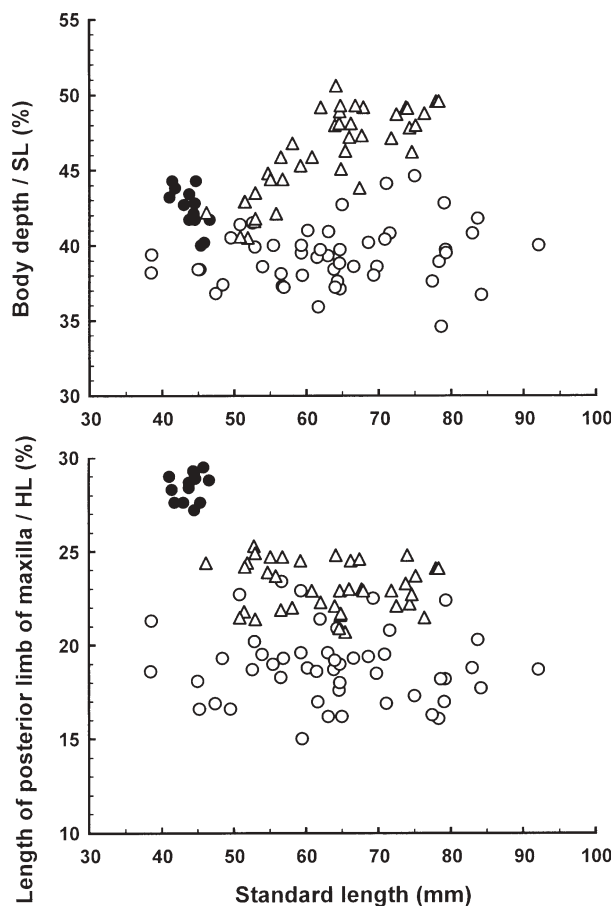 Body depth / SL (%)
55
50
45
40
35
30
30 40 50 60 70 80 90 100
Length of posterior limb of maxilla / HL (%)
30
25
20
15
10
30 40 50 60 70 80 90 100
Standard length (mm)